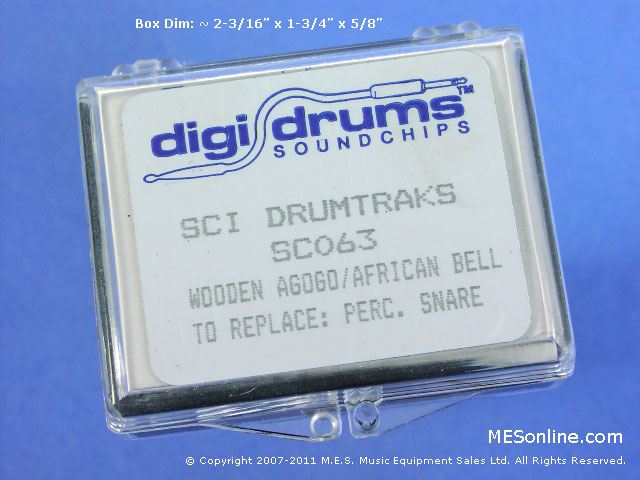 Box Dim: ~ 2-3/16" x 1-3/4" x 5/8"
digidrums™
SOUNDCHIPS
SCI DRUMTRAKS
SC063
WOODEN AGOGO/AFRICAN BELL
TO REPLACE: PERC. SNARE
MESonline.com
© Copyright 2007-2011 M.E.S. Music Equipment Sales Ltd. All Rights Reserved.